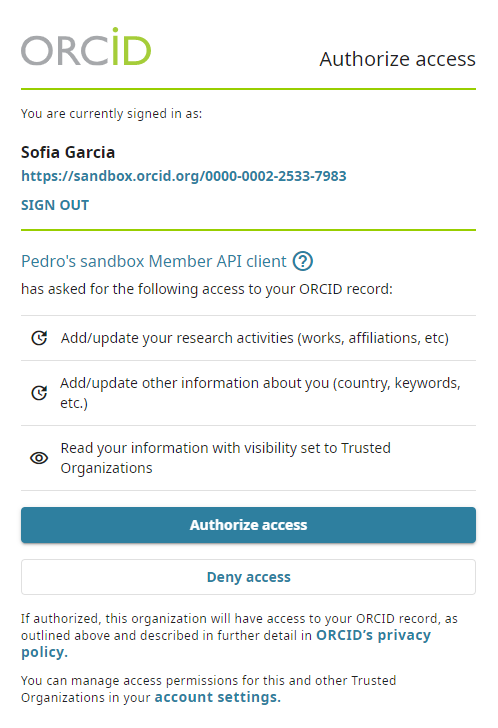 ORCiD
Authorize access
You are currently signed in as:
Sofia Garcia
https://sandbox.orcid.org/0000-0002-2533-7983
SIGN OUT
Pedro's sandbox Member API client ?
has asked for the following access to your ORCID record:
Add/update your research activities (works, affiliations, etc)
Add/update other information about you (country, keywords,
etc.)
Read your information with visibility set to Trusted
Organizations
Authorize access
Deny access
If authorized, this organization will have access to your ORCID record, as
outlined above and described in further detail in ORCID’s privacy
policy.
You can manage access permissions for this and other Trusted
Organizations in your account settings.